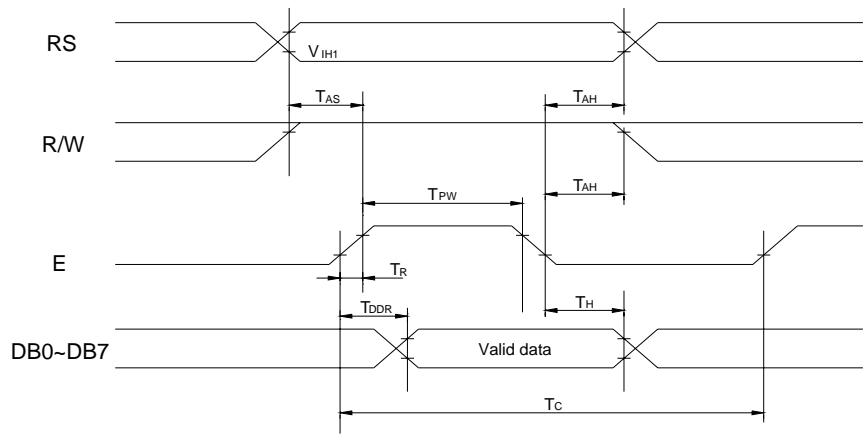 RS
VIH1
TAS
TAH
R/W
TAH
TPW
E
TR
TDDR
TH
DB0~DB7
Valid data
TC